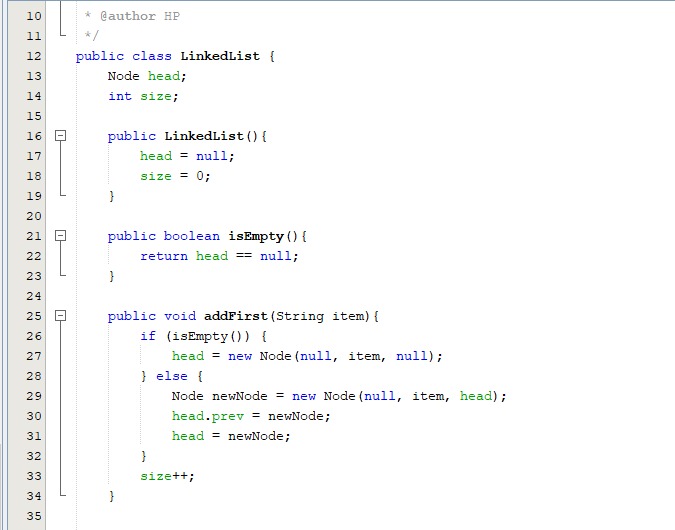 10 * @author HP
11 */
12 public class LinkedList {
13 Node head;
14 int size;
15
16 public LinkedList(){
17 head = null;
18 size = 0;
19 }
20
21 public boolean isEmpty(){
22 return head == null;
23 }
24
25 public void addFirst(String item){
26 if (isEmpty()) {
27 head = new Node(null, item, null);
28 } else {
29 Node newNode = new Node(null, item, head);
30 head.prev = newNode;
31 head = newNode;
32 }
33 size++;
34 }
35